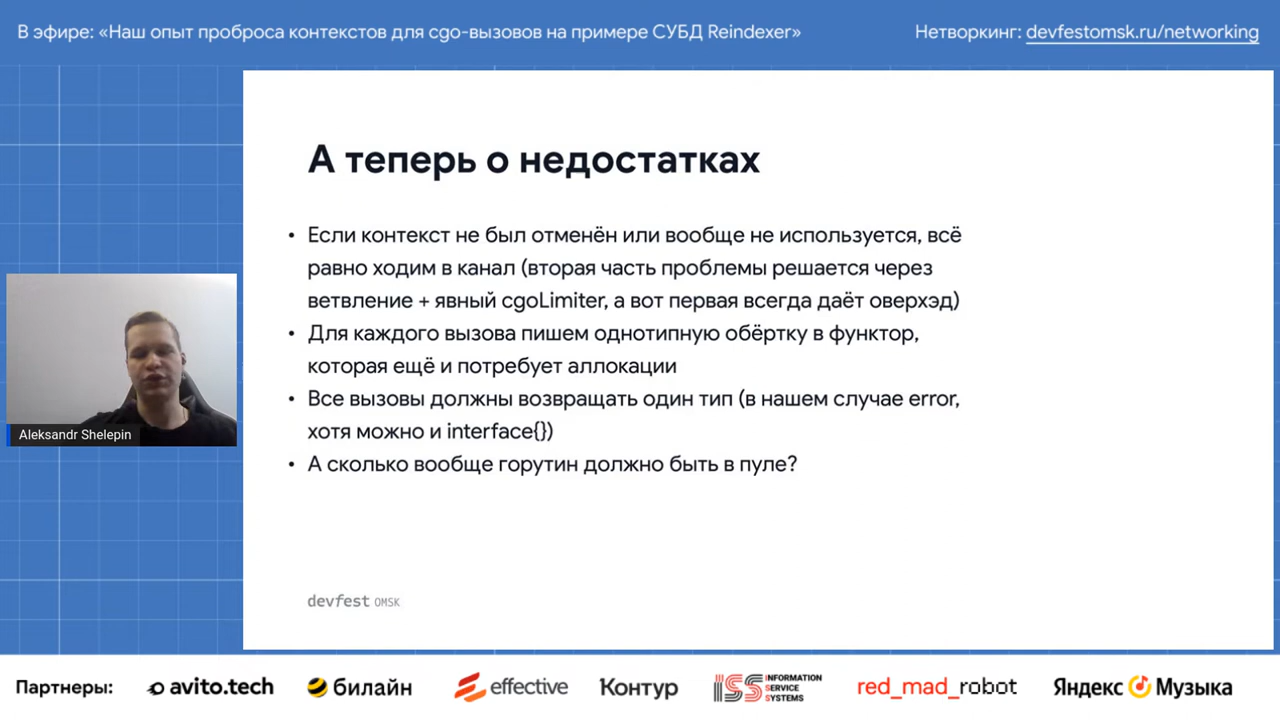 В эфире: «Наш опыт проброса контекстов для cgo-вызовов на примере СУБД Reindexer»
Нетворкинг: devfestomsk.ru/networking
А теперь о недостатках
• Если контекст не был отменён или вообще не используется, всё
равно ходим в канал (вторая часть проблемы решается через
ветвление + явный cgoLimiter, а вот первая всегда даёт оверхэд)
• Для каждого вызова пишем однотипную обёртку в функтор,
которая ещё и потребует аллокации
• Все вызовы должны возвращать один тип (в нашем случае error,
хотя можно и interface{})
• А сколько вообще горутин должно быть в пуле?
Aleksandr Shelepin
devfest OMSK
Партнеры:
avito.tech
билайн
effective
Контур
ISS INFORMATION
SERVICE
SYSTEMS
red_mad_robot
Яндекс Музыка